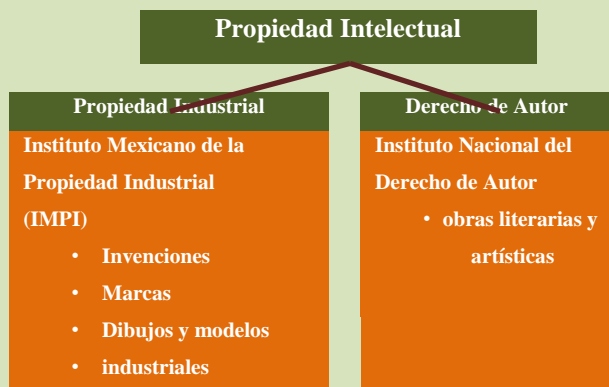 Propiedad Intelectual
Propiedad Industrial
Instituto Mexicano de la
Propiedad Industrial
(IMPI)
• Invenciones
• Marcas
• Dibujos y modelos
• industriales
Derecho de Autor
Instituto Nacional del
Derecho de Autor
• obras literarias y
artísticas